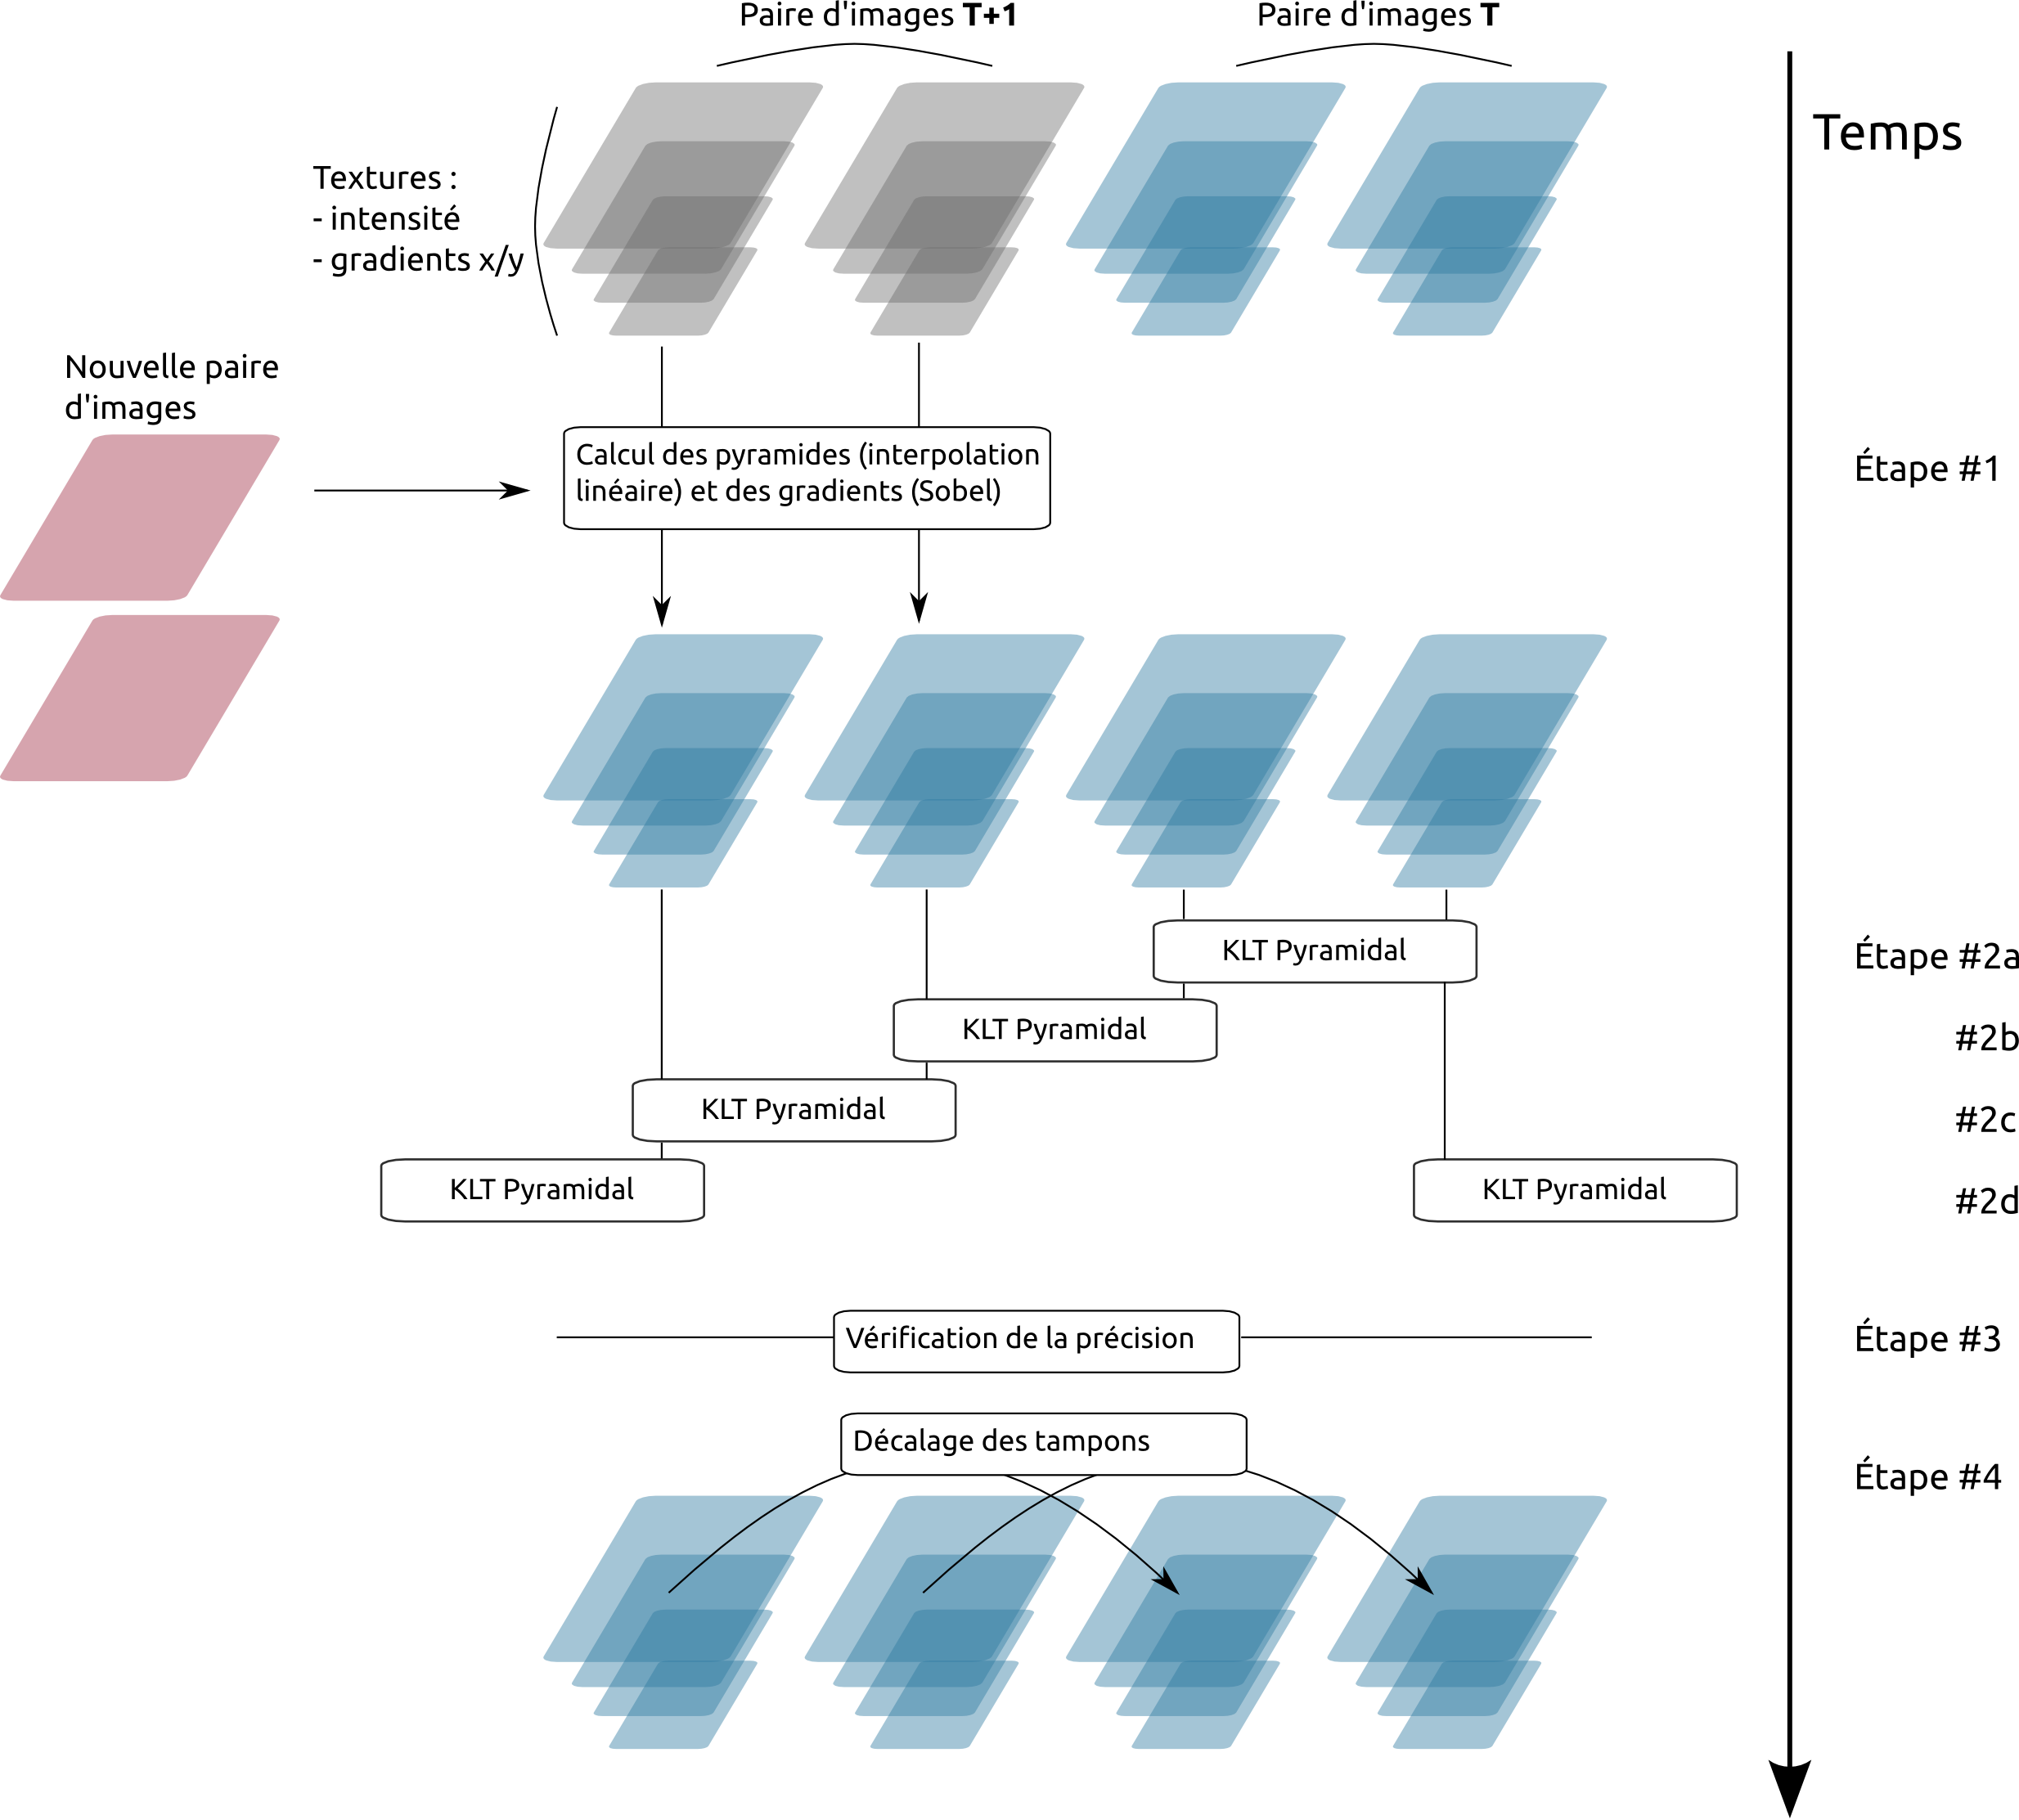 Paire d'images T+1
Paire d'images T
Temps
Textures :
- intensité
- gradients x/y
Nouvelle paire
d'images
Calcul des pyramides (interpolation
linéaire) et des gradients (Sobel)
Étape #1
KLT Pyramidal
Étape #2a
KLT Pyramidal
#2b
KLT Pyramidal
#2c
KLT Pyramidal
KLT Pyramidal
#2d
Vérification de la précision
Étape #3
Décalage des tampons
Étape #4